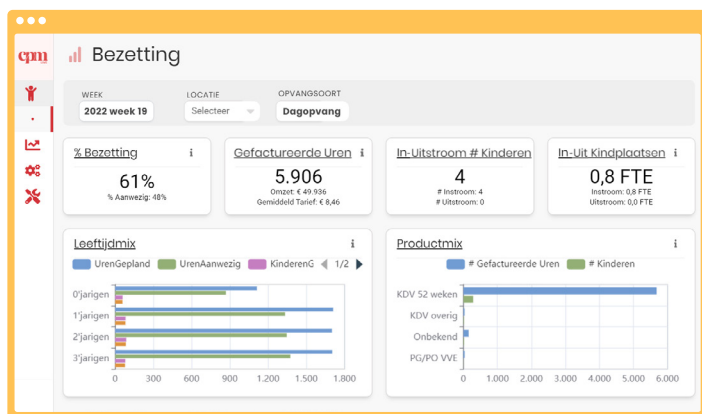 cpm
Bezetting
WEEK LOCATIE OPVANGSOORT
2022 week 19 Selecteer Dagopvang
% Bezetting i
61%
% Aanwezig: 48%
Gefactureerde Uren i
5.906
Omzet: € 49.936
Gemiddeld Tarief: € 8,46
In-Uitstroom # Kinderen
4
# Instroom: 4
# Uitstroom: 0
In-Uit Kindplaatsen i
0,8 FTE
Instroom: 0,8 FTE
Uitstroom: 0,0 FTE
Leeftijdmix i
UrenGepland UrenAanwezig KinderenG 1/2
0'jarigen
1'jarigen
2'jarigen
3'jarigen
0 300 600 900 1.200 1.500 1.800
Productmix i
# Gefactureerde Uren # Kinderen
KDV 52 weken
KDV overig
Onbekend
PG/PO VVE
0 1.000 2.000 3.000 4.000 5.000 6.000